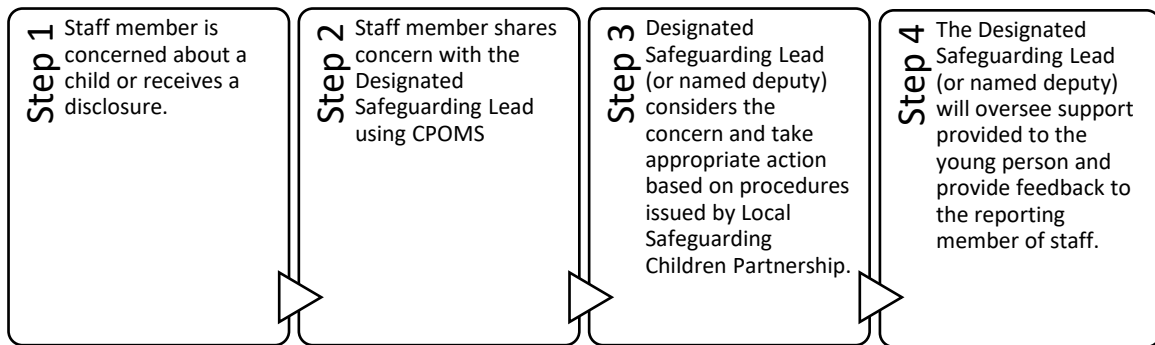 Step 1
Staff member is
concerned about a
child or receives a
disclosure.
Step 2
Staff member shares
concern with the
Designated
Safeguarding Lead
using CPOMS
Step 3
Designated
Safeguarding Lead
(or named deputy)
considers the
concern and take
appropriate action
based on procedures
issued by Local
Safeguarding
Children Partnership.
Step 4
The Designated
Safeguarding Lead
(or named deputy)
will oversee support
provided to the
young person and
provide feedback to
the reporting
member of staff.